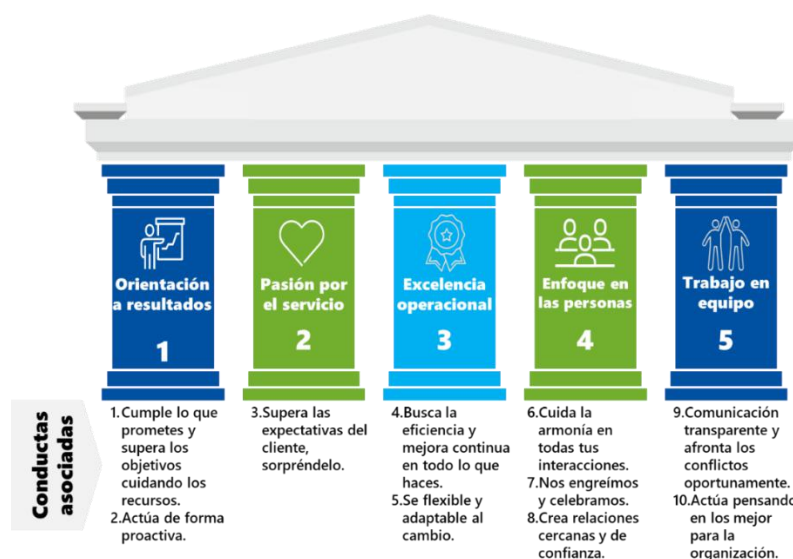 Orientación
a resultados
1
Pasión por
el servicio
2
Excelencia
operacional
3
Enfoque en
las personas
4
Trabajo en
equipo
5
Conductas
asociadas
1.Cumple lo que
prometes y
supera los
objetivos
cuidando los
recursos.
2.Actúa de forma
proactiva.
3.Supera las
expectativas del
cliente,
sorpréndelo.
4.Busca la
eficiencia y
mejora continua
en todo lo que
haces.
5.Se flexible y
adaptable al
cambio.
6.Cuida la
armonía en
todas tus
interacciones.
7.Nos engreímos
y celebramos.
8.Crea relaciones
cercanas y de
confianza.
9.Comunicación
transparente y
afronta los
conflictos
oportunamente.
10.Actúa pensando
en los mejor
para la
organización.